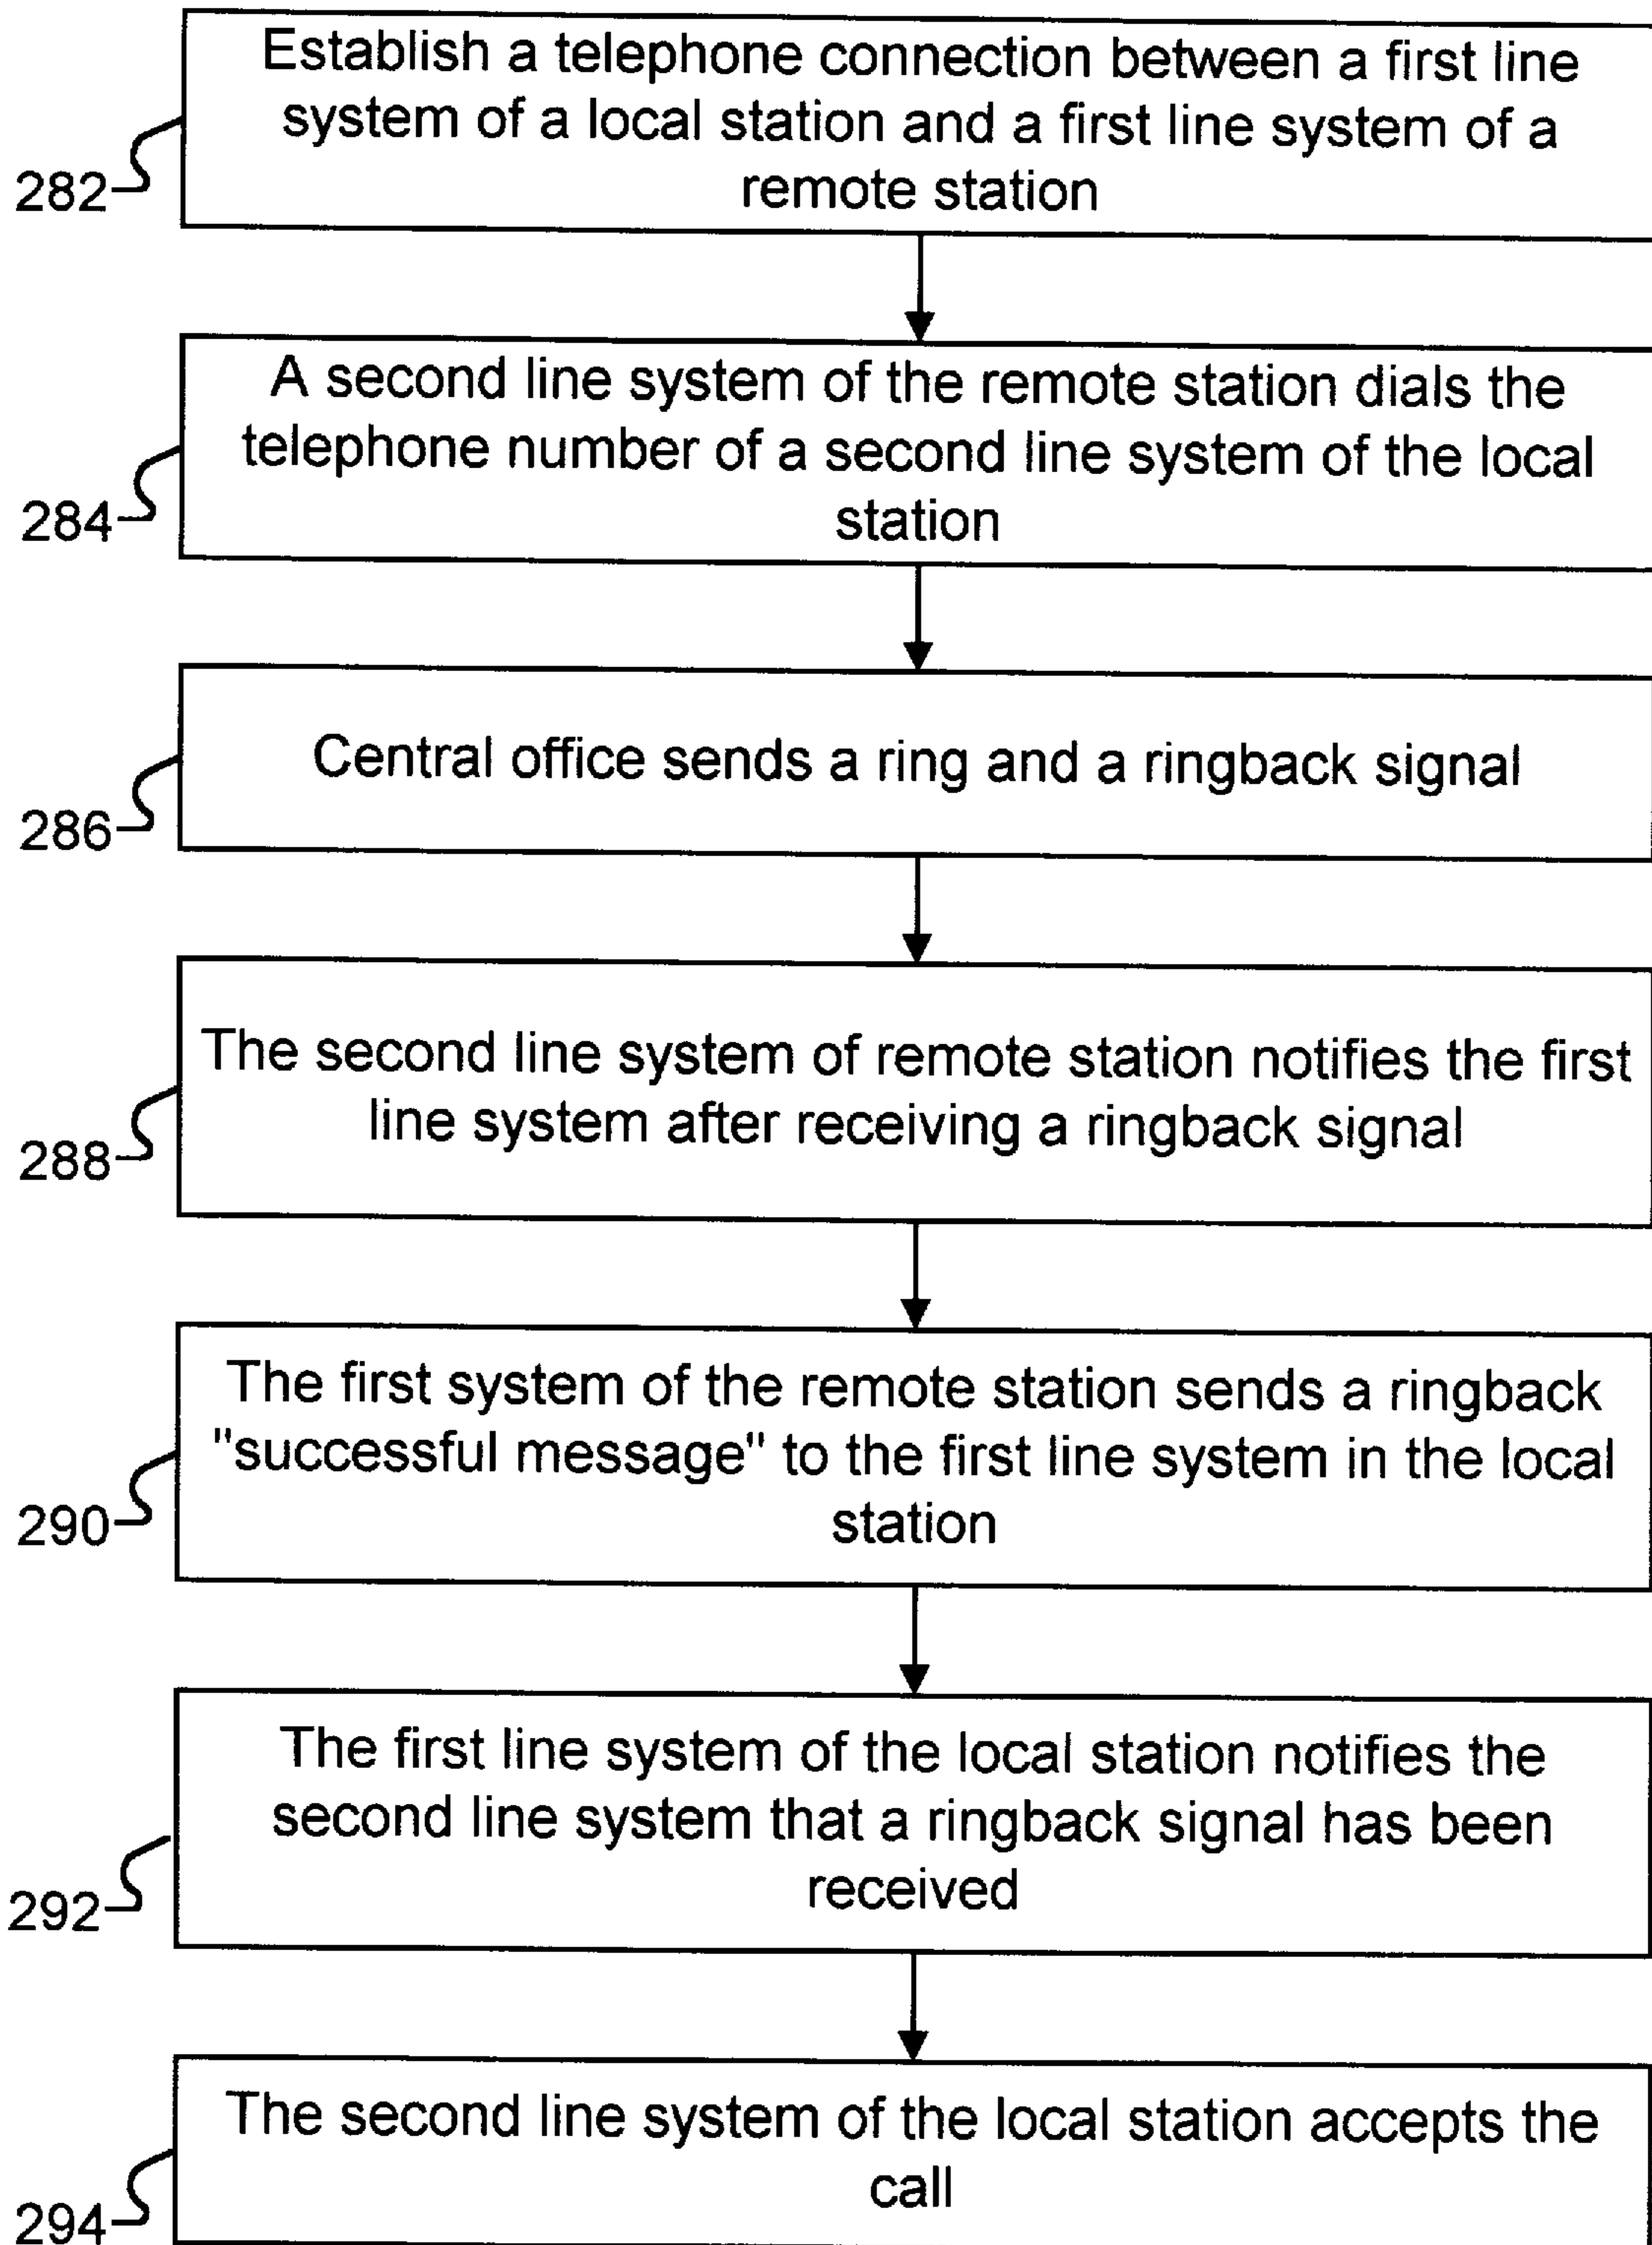 Establish a telephone connection between a first line
system of a local station and a first line system of a
remote station
282
A second line system of the remote station dials the
telephone number of a second line system of the local
station
284
Central office sends a ring and a ringback signal
286
The second line system of remote station notifies the first
line system after receiving a ringback signal
288
The first system of the remote station sends a ringback
"successful message" to the first line system in the local
station
290
The first line system of the local station notifies the
second line system that a ringback signal has been
received
292
The second line system of the local station accepts the
call
294